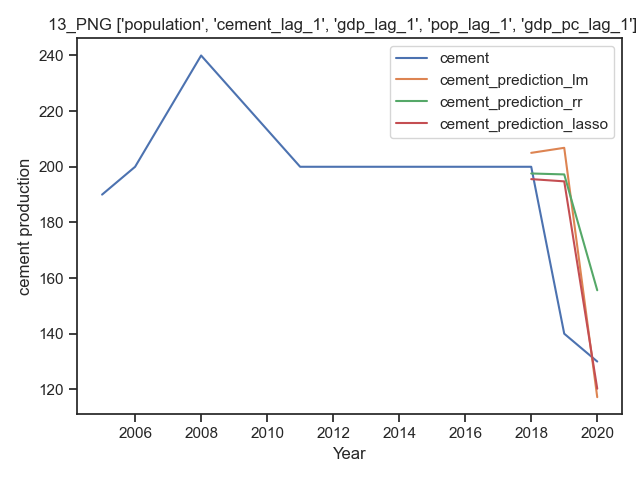 13_PNG ['population', 'cement_lag_1', 'gdp_lag_1', 'pop_lag_1', 'gdp_pc_lag_1']
cement
cement_prediction_lm
cement_prediction_rr
cement_prediction_lasso
240
220
200
180
160
140
120
cement production
2006 2008 2010 2012 2014 2016 2018 2020
Year